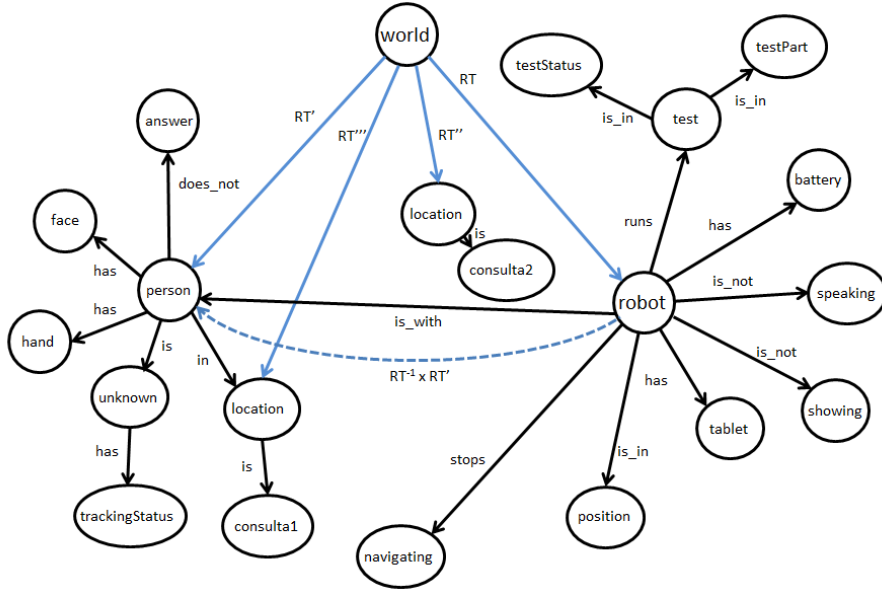 world
testPart
testStatus
RT
is_in
is_in
answer
RT'
RT'''
RT''
test
does_not
battery
face
location
runs
has
has
is
is_not
person
consulta2
robot
speaking
has
is_with
hand
is
in
is_not
RT⁻¹ x RT'
has
unknown
location
showing
tablet
has
stops
is_in
is
trackingStatus
consulta1
position
navigating